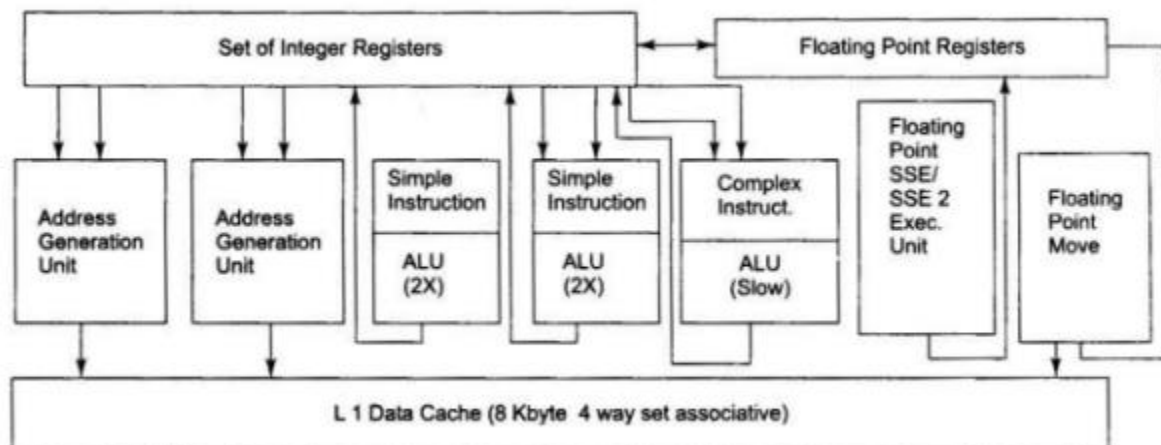 Set of Integer Registers
Floating Point Registers
Address
Generation
Unit
Address
Generation
Unit
Simple
Instruction
ALU
(2X)
Simple
Instruction
ALU
(2X)
Complex
Instruct.
ALU
(Slow)
Floating
Point
SSE/
SSE 2
Exec.
Unit
Floating
Point
Move
L 1 Data Cache (8 Kbyte 4 way set associative)